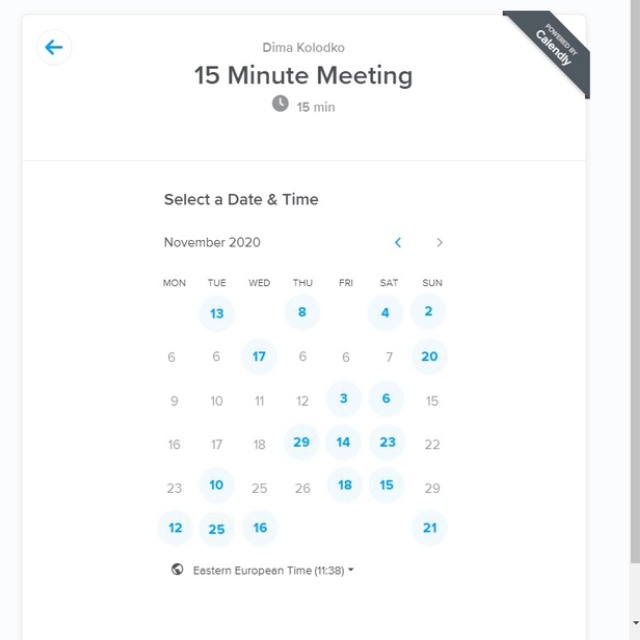 Dima Kolodko
POWERED BY
Calendly
15 Minute Meeting
15 min
Select a Date & Time
November 2020
MON TUE WED THU FRI SAT SUN
13 8 4 2
6 6 17 6 6 7 20
9 10 11 12 3 6 15
16 17 18 29 14 23 22
23 10 25 26 18 15 29
12 25 16 21
Eastern European Time (11:38)